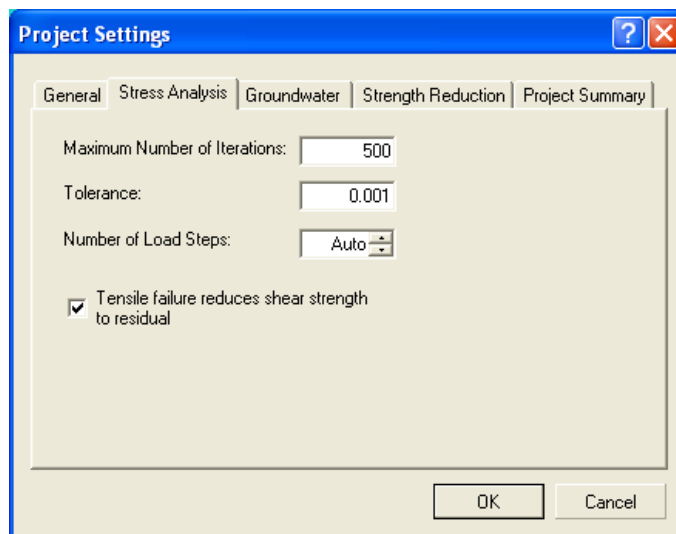 Project Settings
General Stress Analysis Groundwater Strength Reduction Project Summary
Maximum Number of Iterations: 500
Tolerance: 0.001
Number of Load Steps: Auto
Tensile failure reduces shear strength
to residual
OK Cancel